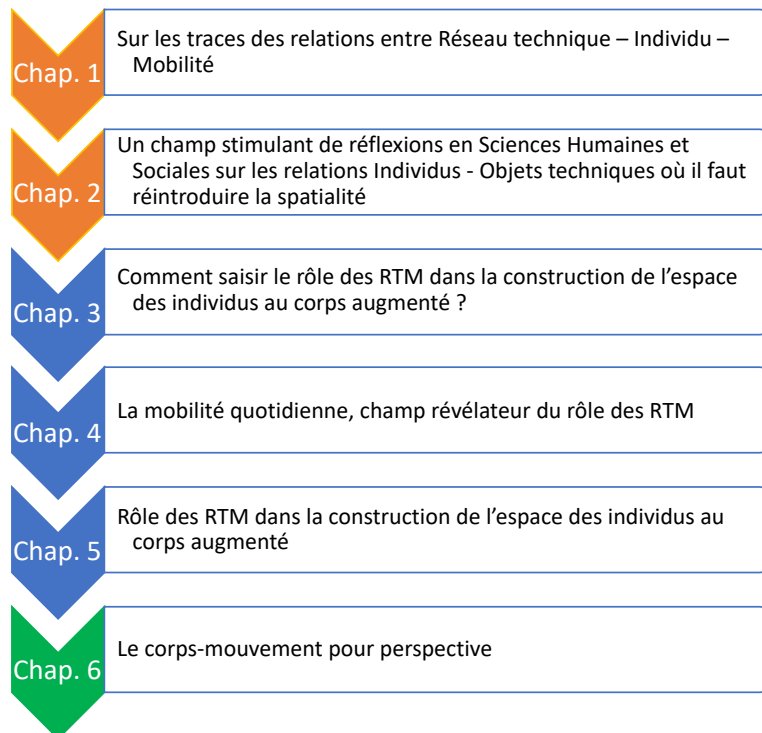 Chap. 1
Sur les traces des relations entre Réseau technique – Individu –
Mobilité
Chap. 2
Un champ stimulant de réflexions en Sciences Humaines et
Sociales sur les relations Individus - Objets techniques où il faut
réintroduire la spatialité
Chap. 3
Comment saisir le rôle des RTM dans la construction de l’espace
des individus au corps augmenté ?
Chap. 4
La mobilité quotidienne, champ révélateur du rôle des RTM
Chap. 5
Rôle des RTM dans la construction de l’espace des individus au
corps augmenté
Chap. 6
Le corps-mouvement pour perspective